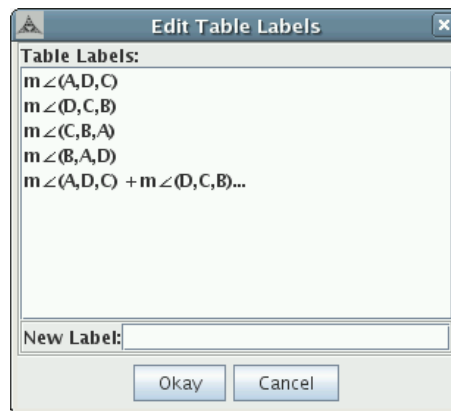 Edit Table Labels
Table Labels:
m∠(A,D,C)
m∠(D,C,B)
m∠(C,B,A)
m∠(B,A,D)
m∠(A,D,C) +m∠(D,C,B)...
New Label:
Okay Cancel